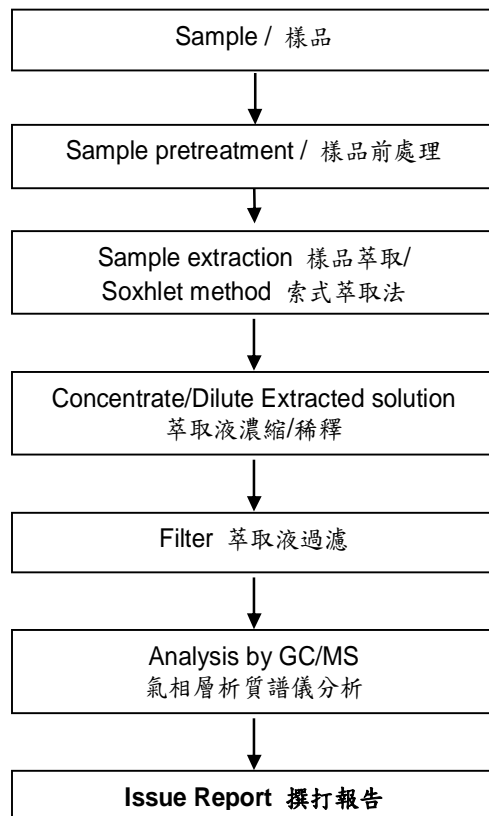 Sample / 樣品
Sample pretreatment / 樣品前處理
Sample extraction 樣品萃取/
Soxhlet method 索式萃取法
Concentrate/Dilute Extracted solution
萃取液濃縮/稀釋
Filter 萃取液過濾
Analysis by GC/MS
氣相層析質譜儀分析
Issue Report 撰打報告